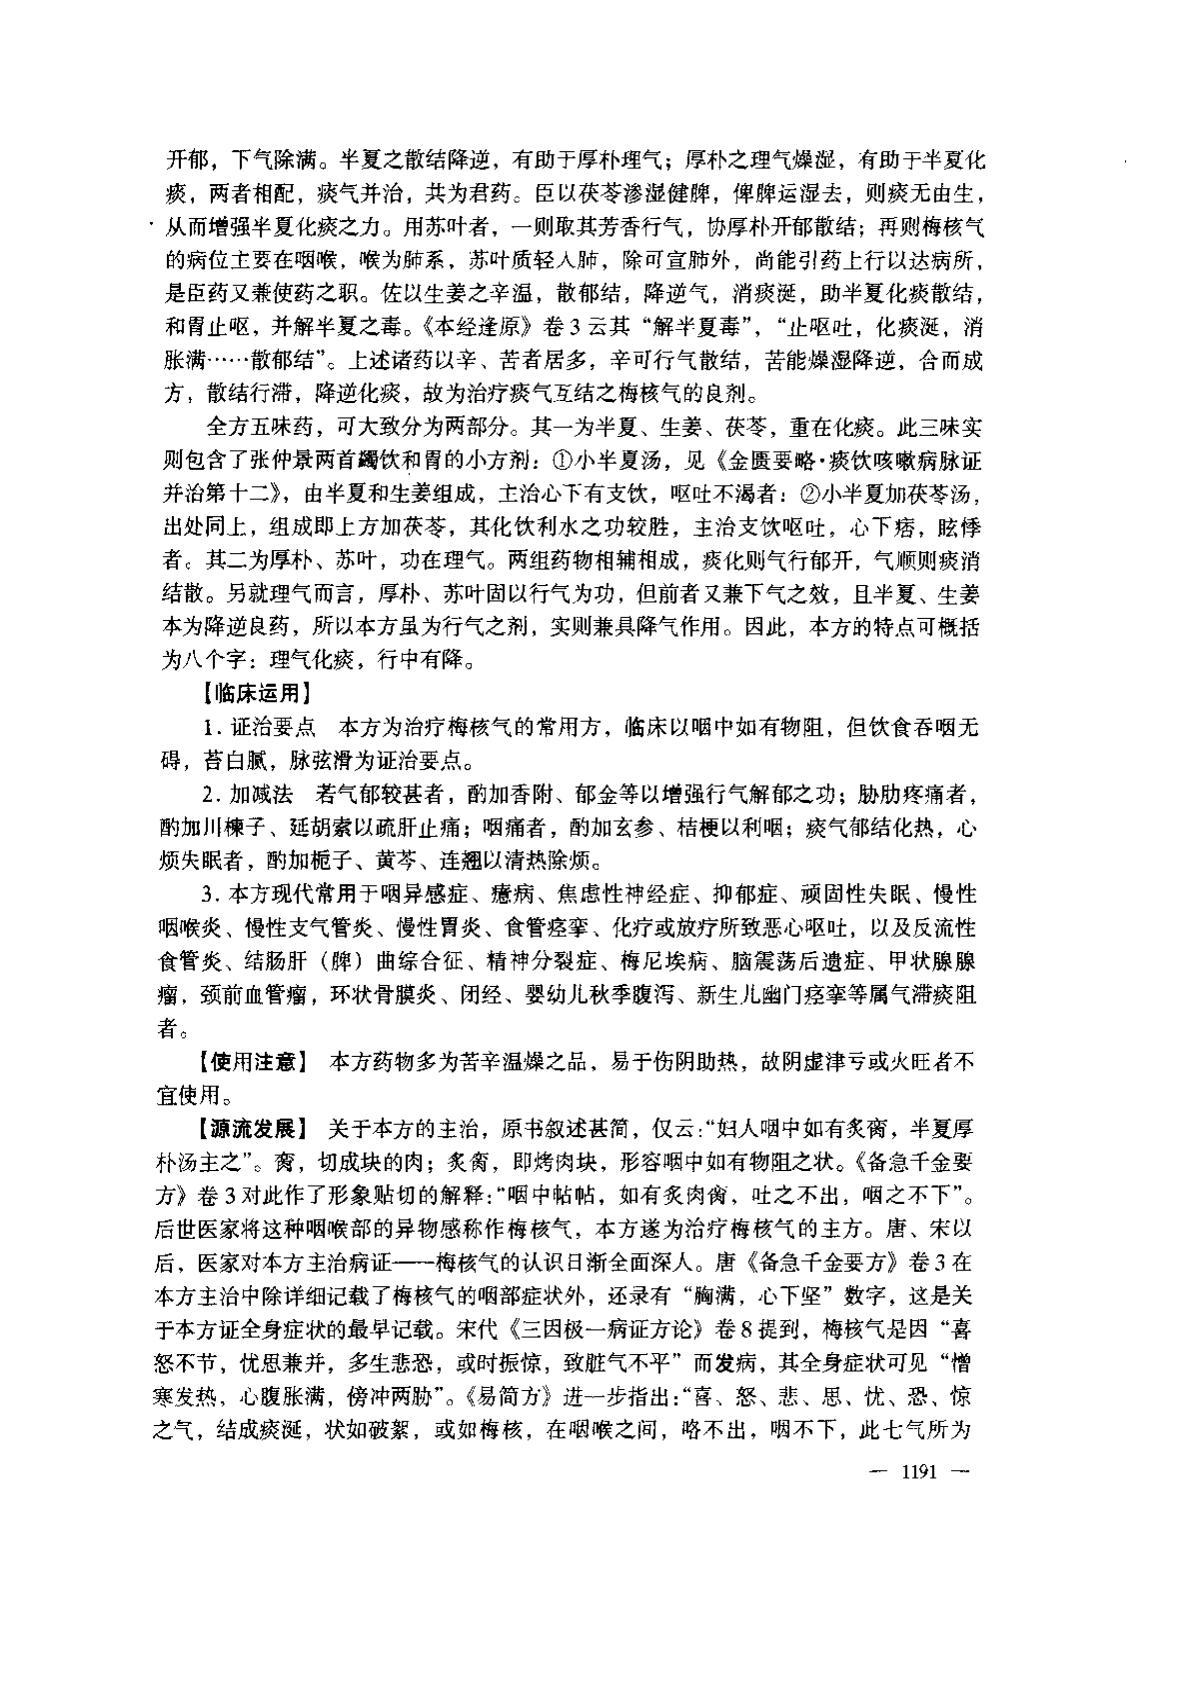 开郁，下气除满。半夏之散结降逆，有助于厚朴理气；厚朴之理气燥湿，有助于半夏化
痰，两者相配，痰气并治，共为君药。臣以茯苓渗湿健脾，俾脾运湿去，则痰无由生，
从而增强半夏化痰之力。用苏叶者，一则取其芳香行气，协厚朴开郁散结；再则梅核气
的病位主要在咽喉，喉为肺系，苏叶质轻入肺，除可宣肺外，尚能引药上行以达病所，
是臣药又兼使药之职。佐以生姜之辛温，散郁结，降逆气，消痰涎，助半夏化痰散结，
和胃止呕，并解半夏之毒。《本经逢原》卷3云其“解半夏毒”，“止呕吐，化痰涎，消
胀满……散郁结”。上述诸药以辛、苦者居多，辛可行气散结，苦能燥湿降逆，合而成
方，散结行滞，降逆化痰，故为治疗痰气互结之梅核气的良剂。
全方五味药，可大致分为两部分。其一为半夏、生姜、茯苓，重在化痰。此三味实
则包含了张仲景两首蠲饮和胃的小方剂：①小半夏汤，见《金匮要略·痰饮咳嗽病脉证
并治第十二》，由半夏和生姜组成，主治心下有支饮，呕吐不渴者：②小半夏加茯苓汤，
出处同上，组成即上方加茯苓，其化饮利水之功较胜，主治支饮呕吐，心下痞，眩悸
者。其二为厚朴、苏叶，功在理气。两组药物相辅相成，痰化则气行郁开，气顺则痰消
结散。另就理气而言，厚朴、苏叶固以行气为功，但前者又兼下气之效，且半夏、生姜
本为降逆良药，所以本方虽为行气之剂，实则兼具降气作用。因此，本方的特点可概括
为八个字：理气化痰，行中有降。
【临床运用】
1. 证治要点　本方为治疗梅核气的常用方，临床以咽中如有物阻，但饮食吞咽无
碍，苔白腻，脉弦滑为证治要点。
2. 加减法　若气郁较甚者，酌加香附、郁金等以增强行气解郁之功；胁肋疼痛者，
酌加川楝子、延胡索以疏肝止痛；咽痛者，酌加玄参、桔梗以利咽；痰气郁结化热，心
烦失眠者，酌加栀子、黄芩、连翘以清热除烦。
3. 本方现代常用于咽异感症、癔病、焦虑性神经症、抑郁症、顽固性失眠、慢性
咽喉炎、慢性支气管炎、慢性胃炎、食管痉挛、化疗或放疗所致恶心呕吐，以及反流性
食管炎、结肠肝（脾）曲综合征、精神分裂症、梅尼埃病、脑震荡后遗症、甲状腺腺
瘤，颈前血管瘤，环状骨膜炎、闭经、婴幼儿秋季腹泻、新生儿幽门痉挛等属气滞痰阻
者。
【使用注意】　本方药物多为苦辛温燥之品，易于伤阴助热，故阴虚津亏或火旺者不
宜使用。
【源流发展】　关于本方的主治，原书叙述甚简，仅云：“妇人咽中如有炙脔，半夏厚
朴汤主之”。脔，切成块的肉；炙脔，即烤肉块，形容咽中如有物阻之状。《备急千金要
方》卷3对此作了形象贴切的解释：“咽中帖帖，如有炙肉脔，吐之不出，咽之不下”。
后世医家将这种咽喉部的异物感称作梅核气，本方遂为治疗梅核气的主方。唐、宋以
后，医家对本方主治病证——梅核气的认识日渐全面深入。唐《备急千金要方》卷3在
本方主治中除详细记载了梅核气的咽部症状外，还录有“胸满，心下坚”数字，这是关
于本方证全身症状的最早记载。宋代《三因极一病证方论》卷8提到，梅核气是因“喜
怒不节，忧思兼并，多生悲恐，或时振惊，致脏气不平”而发病，其全身症状可见“憎
寒发热，心腹胀满，傍冲两胁”。《易简方》进一步指出：“喜、怒、悲、思、忧、恐、惊
之气，结成痰涎，状如破絮，或如梅核，在咽喉之间，咯不出，咽不下，此七气所为
— 1191 —